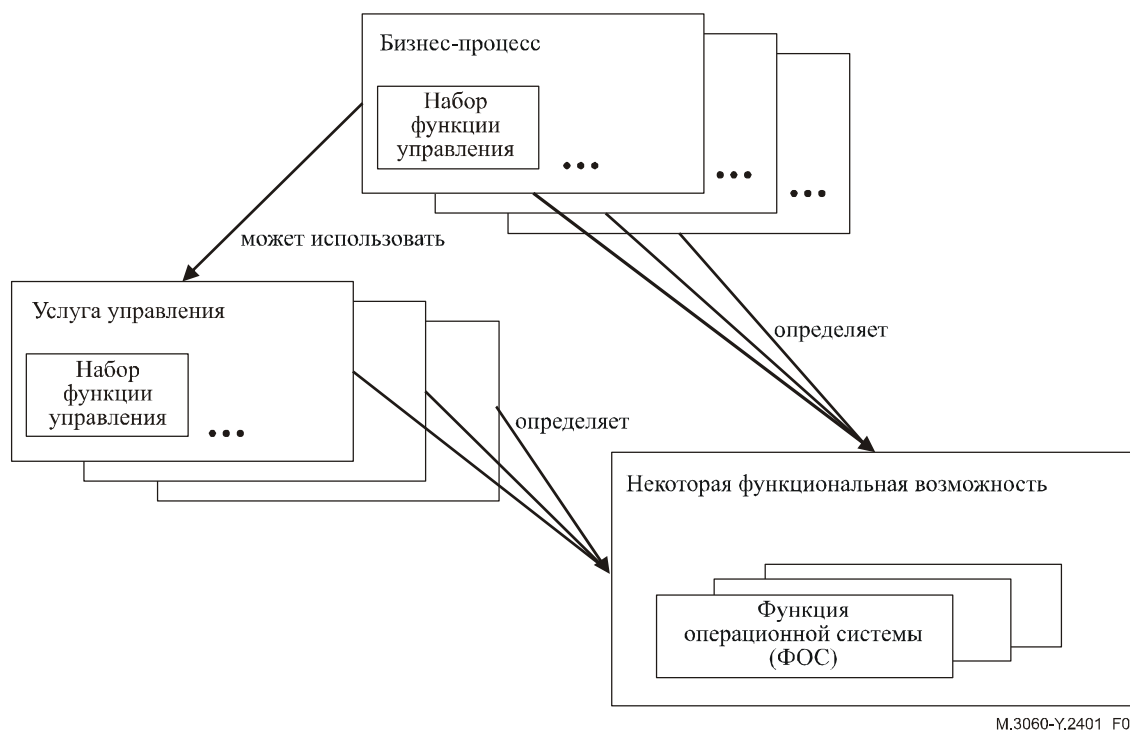 Бизнес-процесс
Набор
функции
управления
может использовать
Услуга управления
Набор
функции
управления
определяет
определяет
Некоторая функциональная возможность
Функция
операционной системы
(ФОС)
M.3060-Y.2401 F0